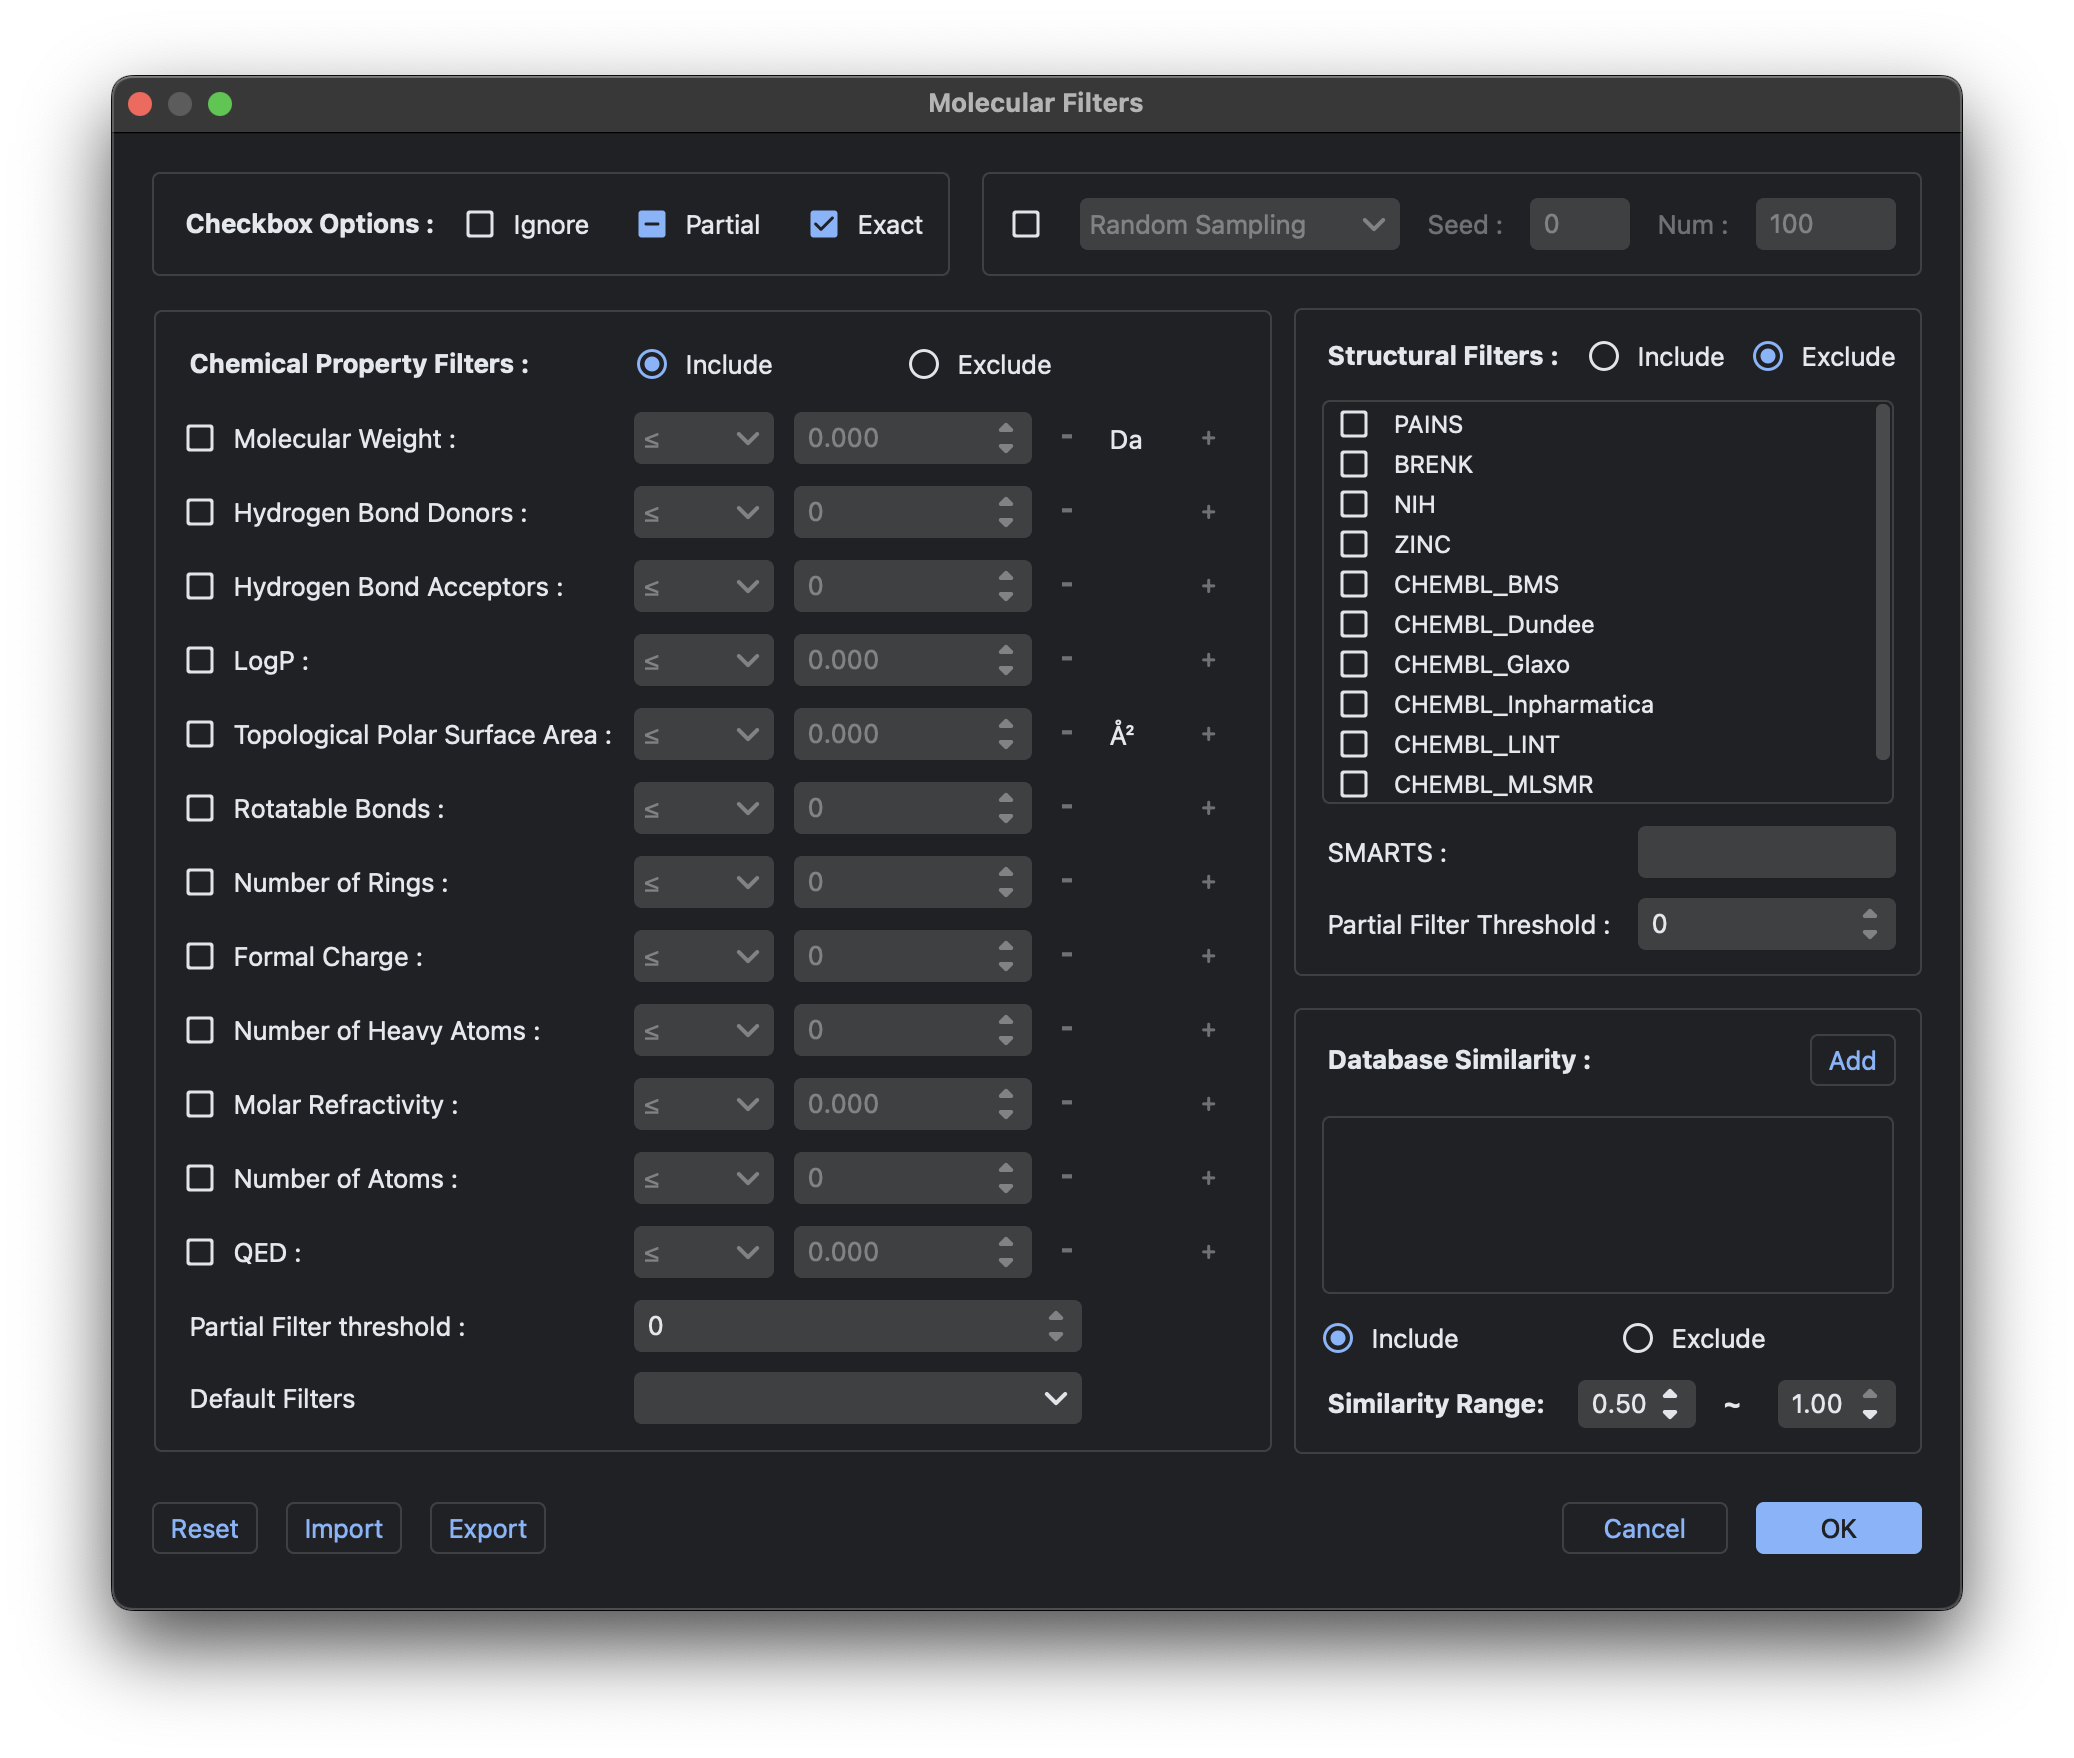 Molecular Filters
Checkbox Options : Ignore Partial Exact
Random Sampling Seed : 0 Num : 100
Chemical Property Filters : Include Exclude
Molecular Weight : ≤ 0.000 - Da +
Hydrogen Bond Donors : ≤ 0 - +
Hydrogen Bond Acceptors : ≤ 0 - +
LogP : ≤ 0.000 - +
Topological Polar Surface Area : ≤ 0.000 - Å² +
Rotatable Bonds : ≤ 0 - +
Number of Rings : ≤ 0 - +
Formal Charge : ≤ 0 - +
Number of Heavy Atoms : ≤ 0 - +
Molar Refractivity : ≤ 0.000 - +
Number of Atoms : ≤ 0 - +
QED : ≤ 0.000 - +
Partial Filter threshold : 0
Default Filters
Structural Filters : Include Exclude
PAINS
BRENK
NIH
ZINC
CHEMBL_BMS
CHEMBL_Dundee
CHEMBL_Glaxo
CHEMBL_Inpharmatica
CHEMBL_LINT
CHEMBL_MLSMR
SMARTS :
Partial Filter Threshold : 0
Database Similarity : Add
Include Exclude
Similarity Range: 0.50 ~ 1.00
Reset Import Export Cancel OK